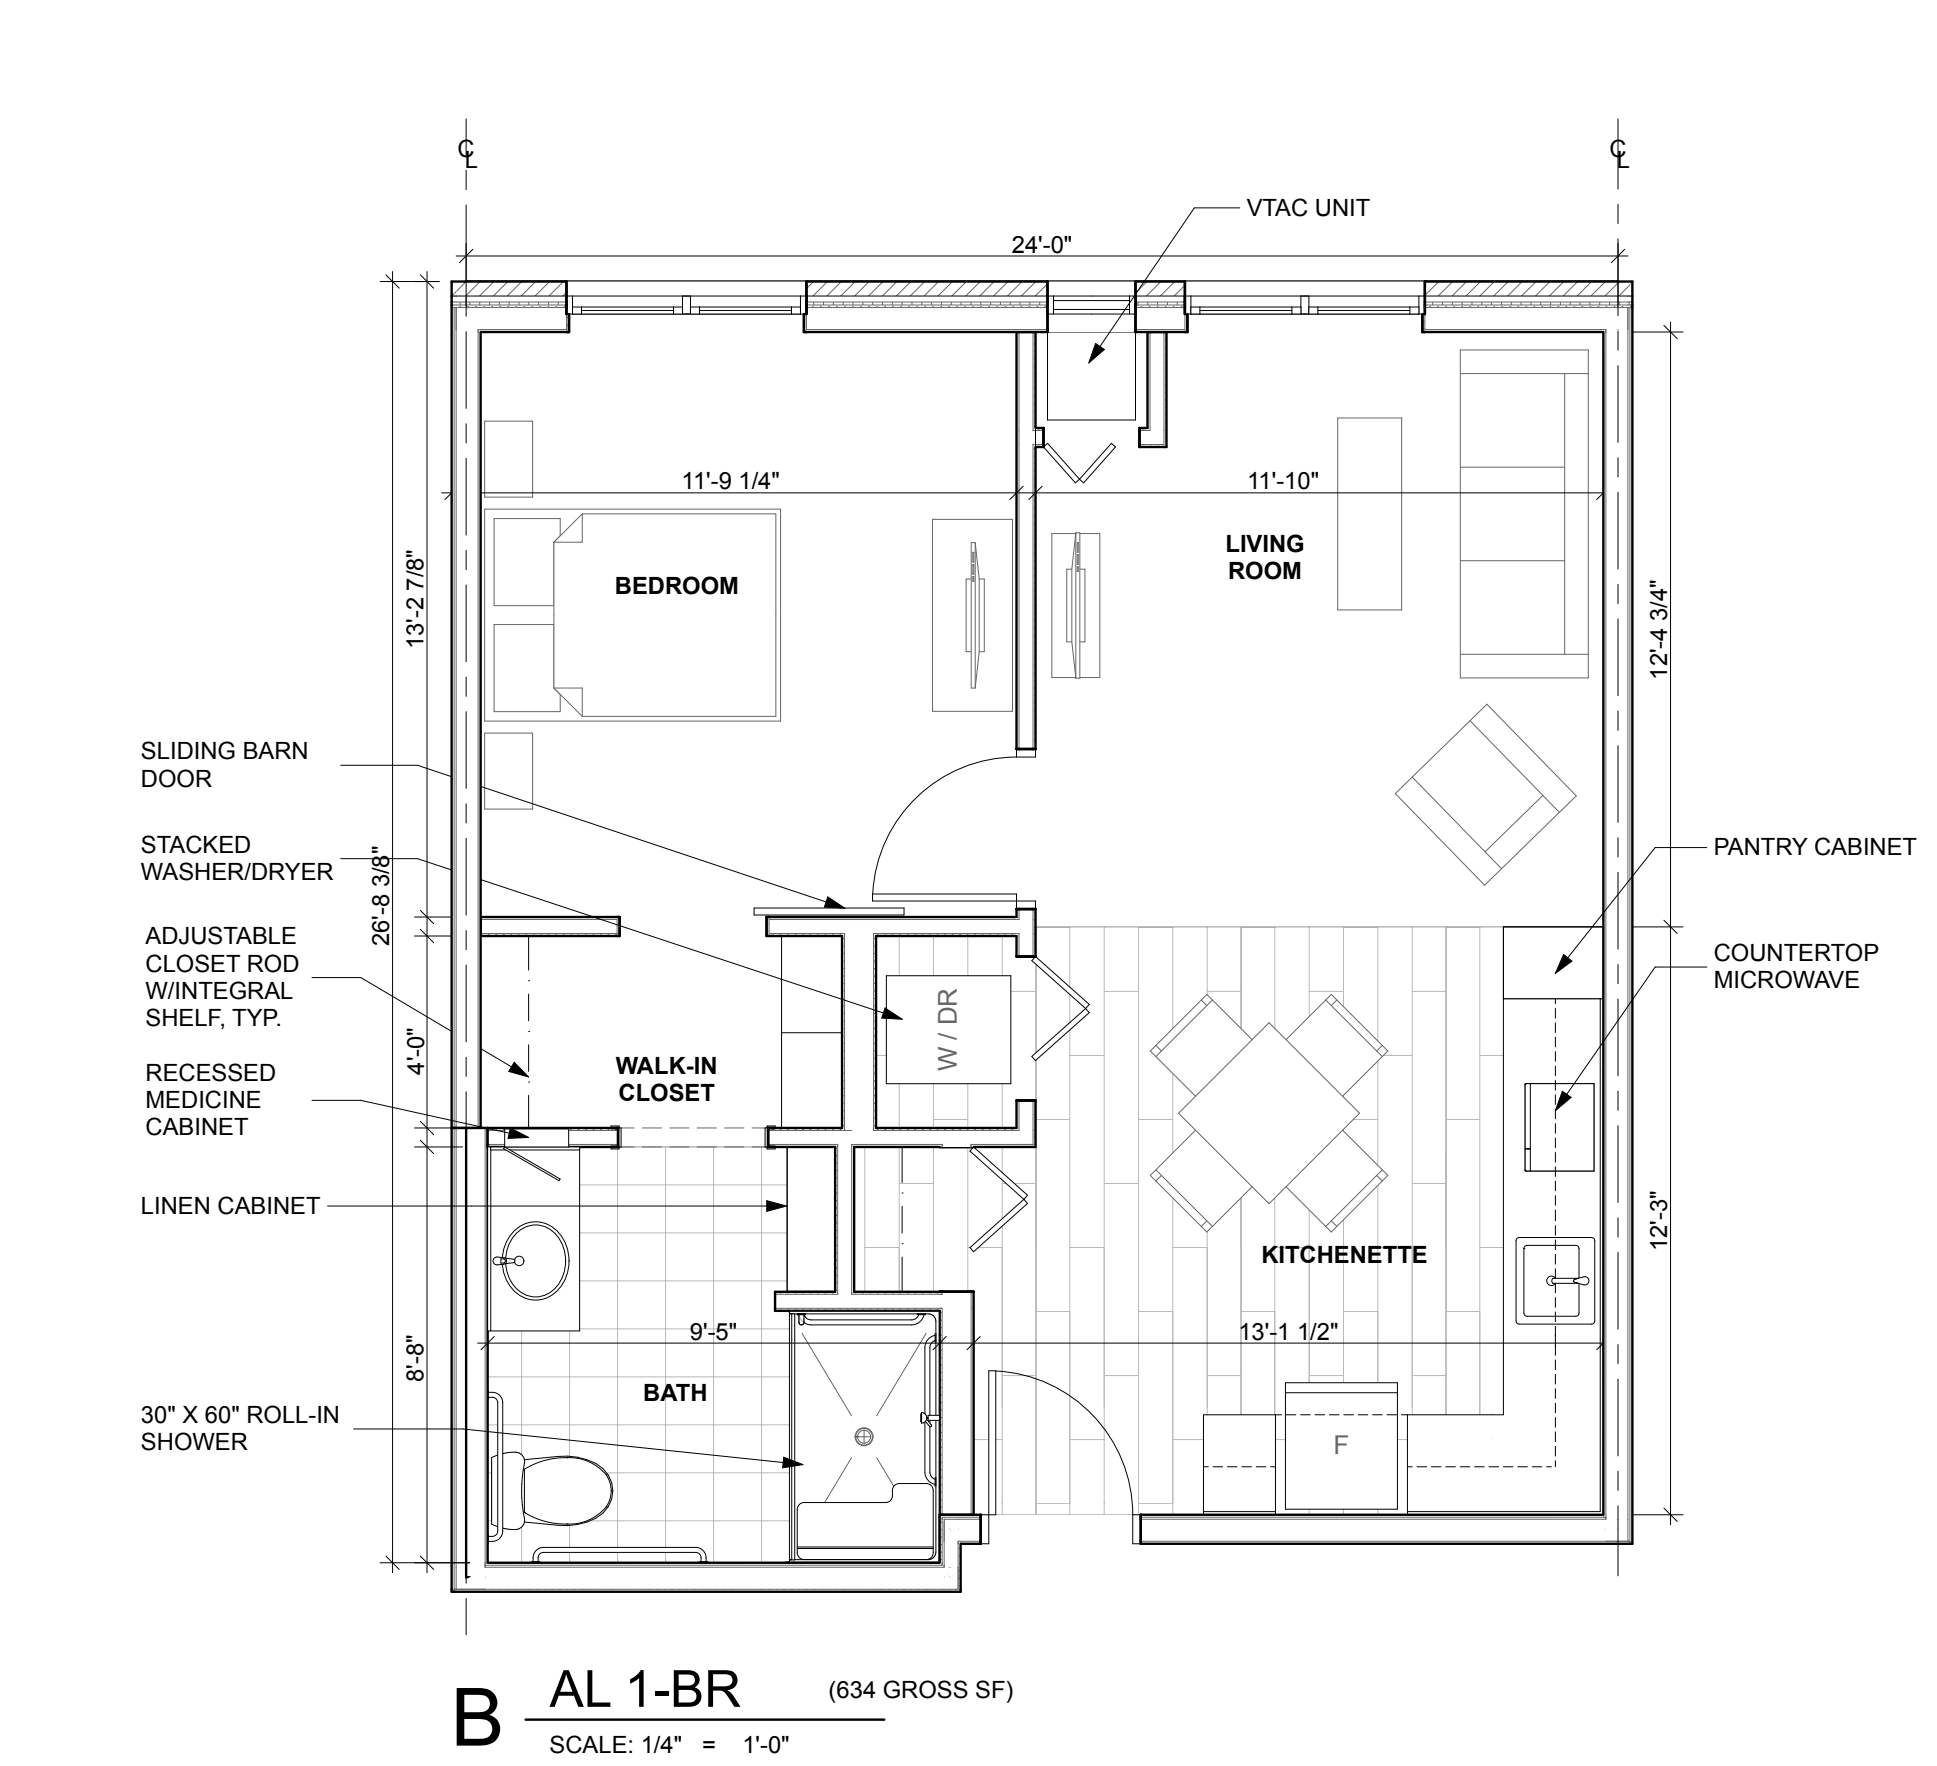 CL
CL
VTAC UNIT
24'-0"
11'-9 1/4"
11'-10"
LIVING
ROOM
BEDROOM
13'-2 7/8"
12'-4 3/4"
SLIDING BARN
DOOR
STACKED
WASHER/DRYER
26'-8 3/8"
PANTRY CABINET
ADJUSTABLE
CLOSET ROD
W/INTEGRAL
SHELF, TYP.
COUNTERTOP
MICROWAVE
W / DR
4'-0"
WALK-IN
CLOSET
RECESSED
MEDICINE
CABINET
LINEN CABINET
12'-3"
KITCHENETTE
9'-5"
13'-1 1/2"
8'-8"
BATH
30" X 60" ROLL-IN
SHOWER
F
B
AL 1-BR
(634 GROSS SF)
SCALE: 1/4" = 1'-0"